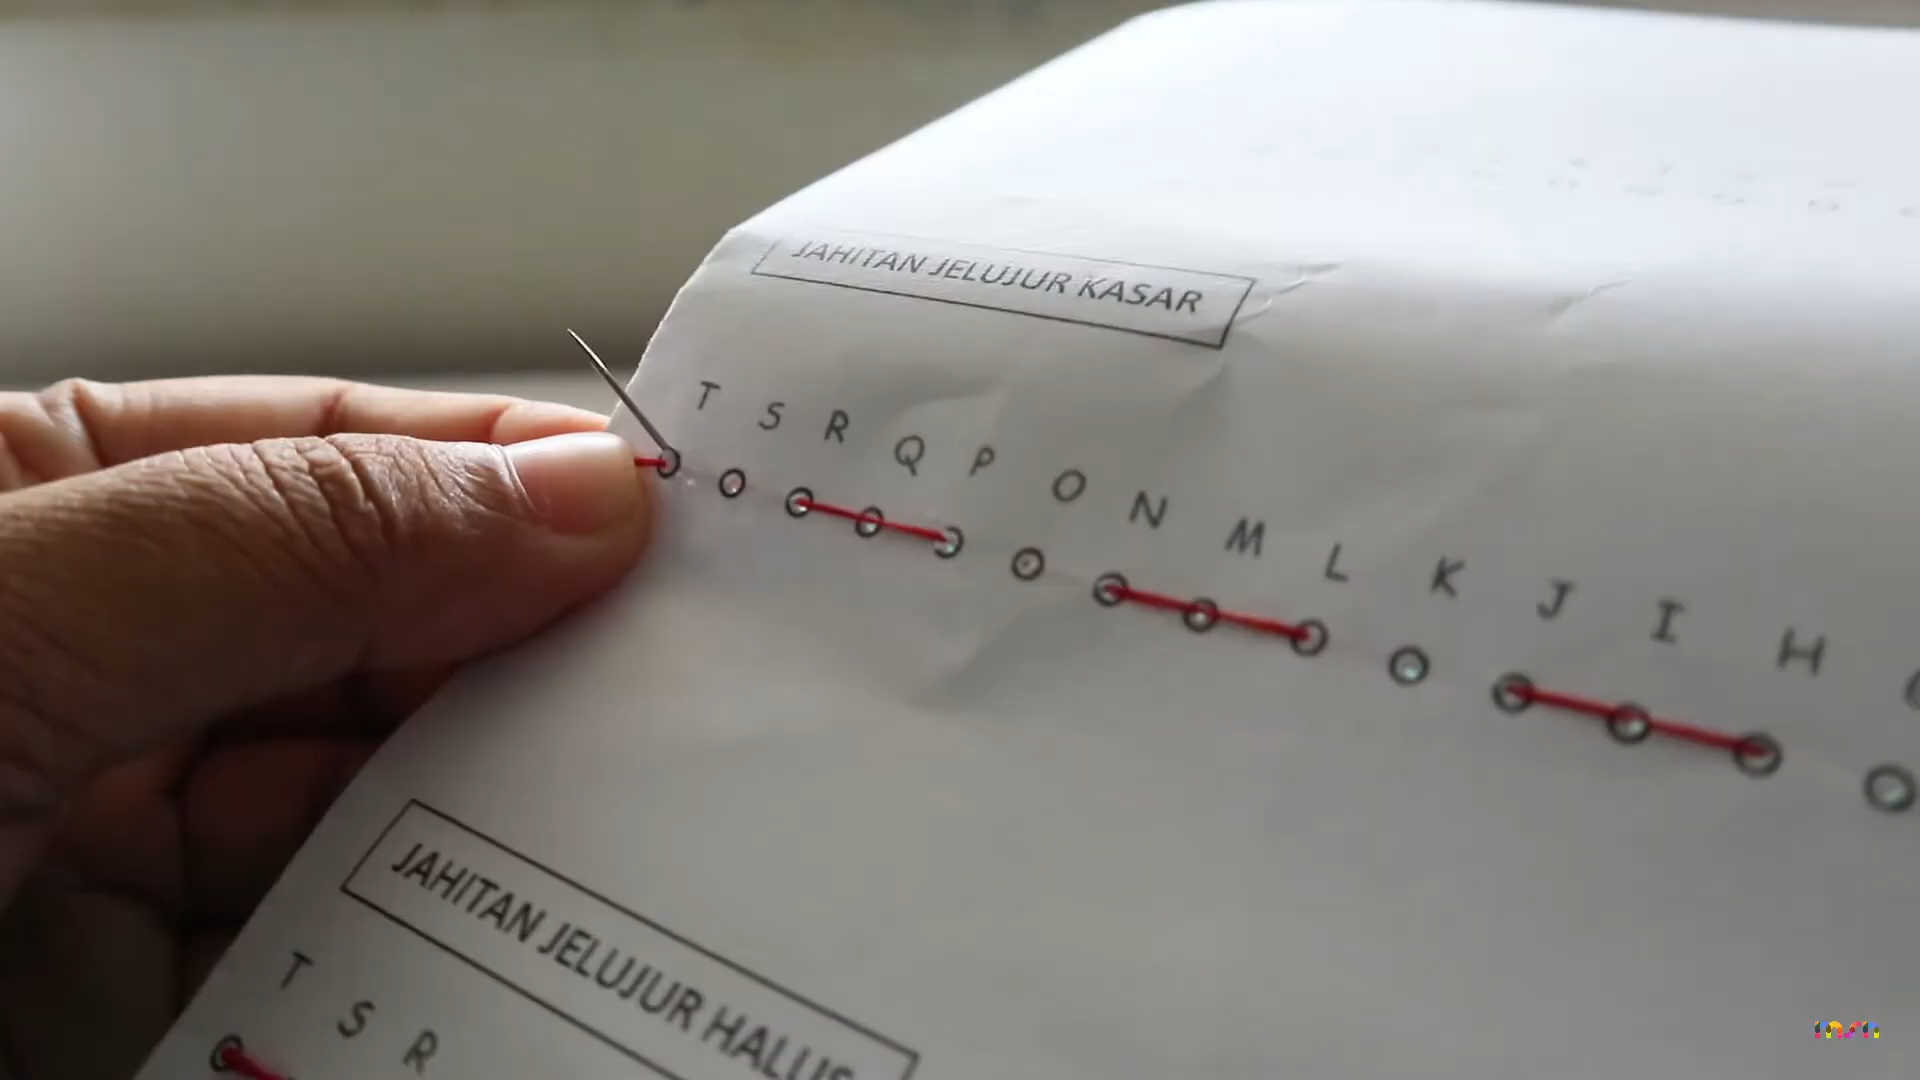 JAHITAN JELUJUR KASAR
T S R Q P O N M L K J I H
JAHITAN JELUJUR HALUS
T S R